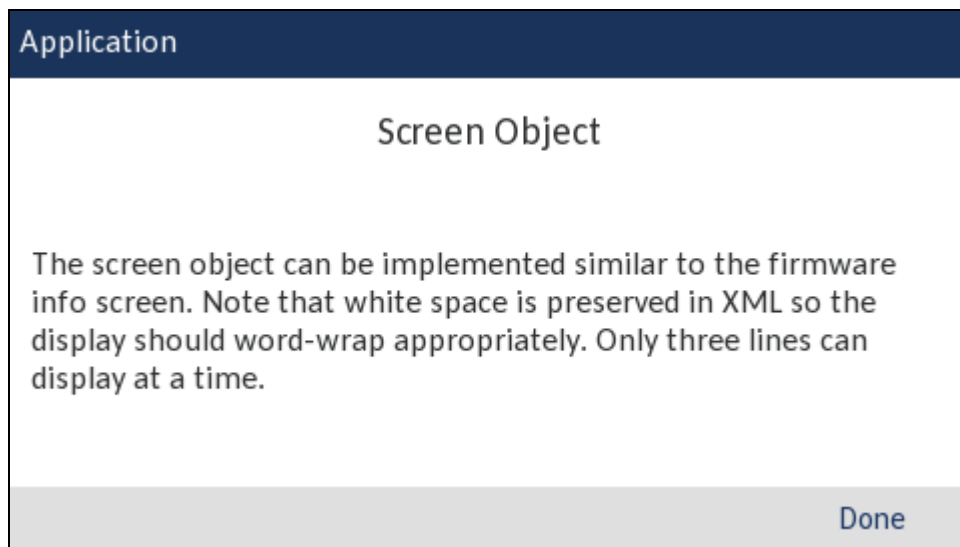 Application
Screen Object
The screen object can be implemented similar to the firmware
info screen. Note that white space is preserved in XML so the
display should word-wrap appropriately. Only three lines can
display at a time.
Done